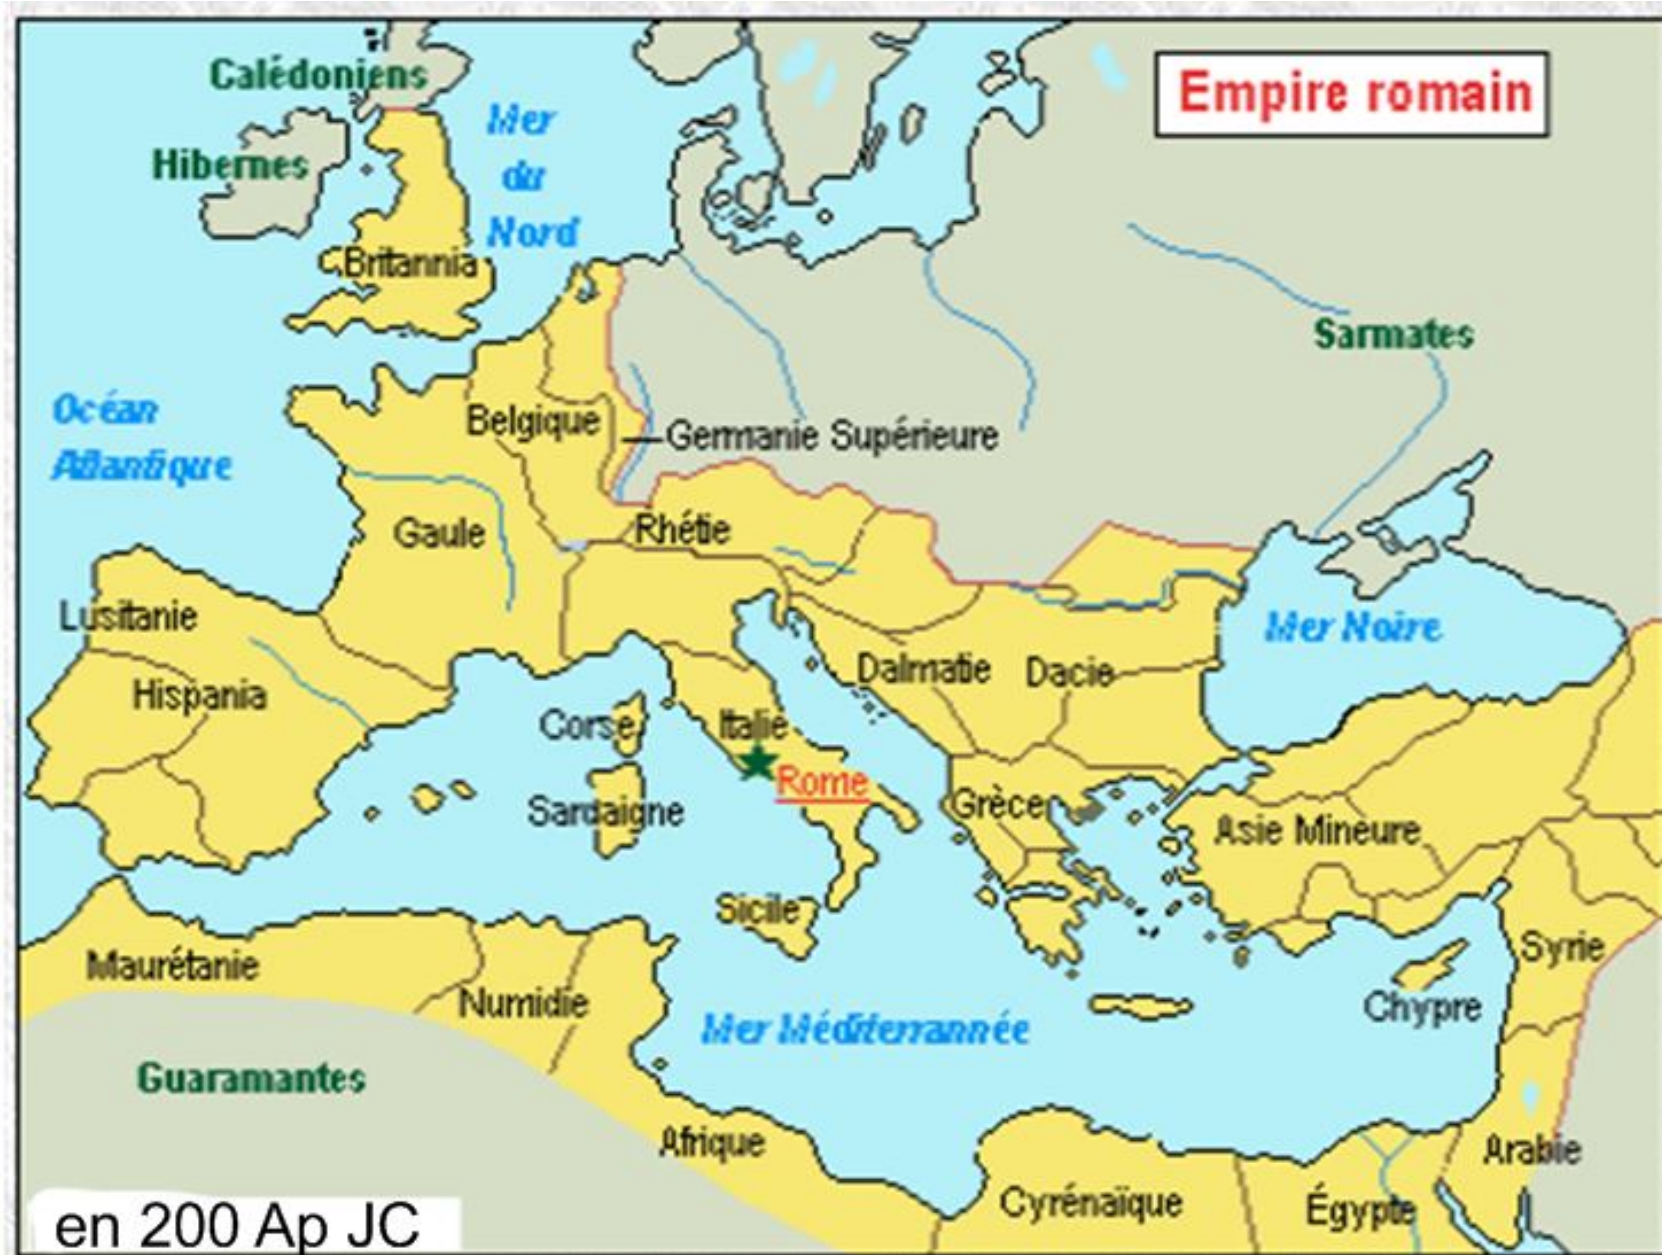 Empire romain
Calédoniens
Hibernes
Mer
du
Nord
Britannia
Sarmates
Océan
Atlantique
Belgique
Germanie Supérieure
Gaule
Rhétie
Lusitanie
Mer Noire
Hispania
Dalmatie
Dacie
Corse
Italie
Rome
Sardaigne
Grèce
Asie Mineure
Sicile
Syrie
Maurétanie
Numidie
Chypre
Mer Méditerrannée
Guaramantes
Afrique
Arabie
Cyrénaïque
Égypte
en 200 Ap JC